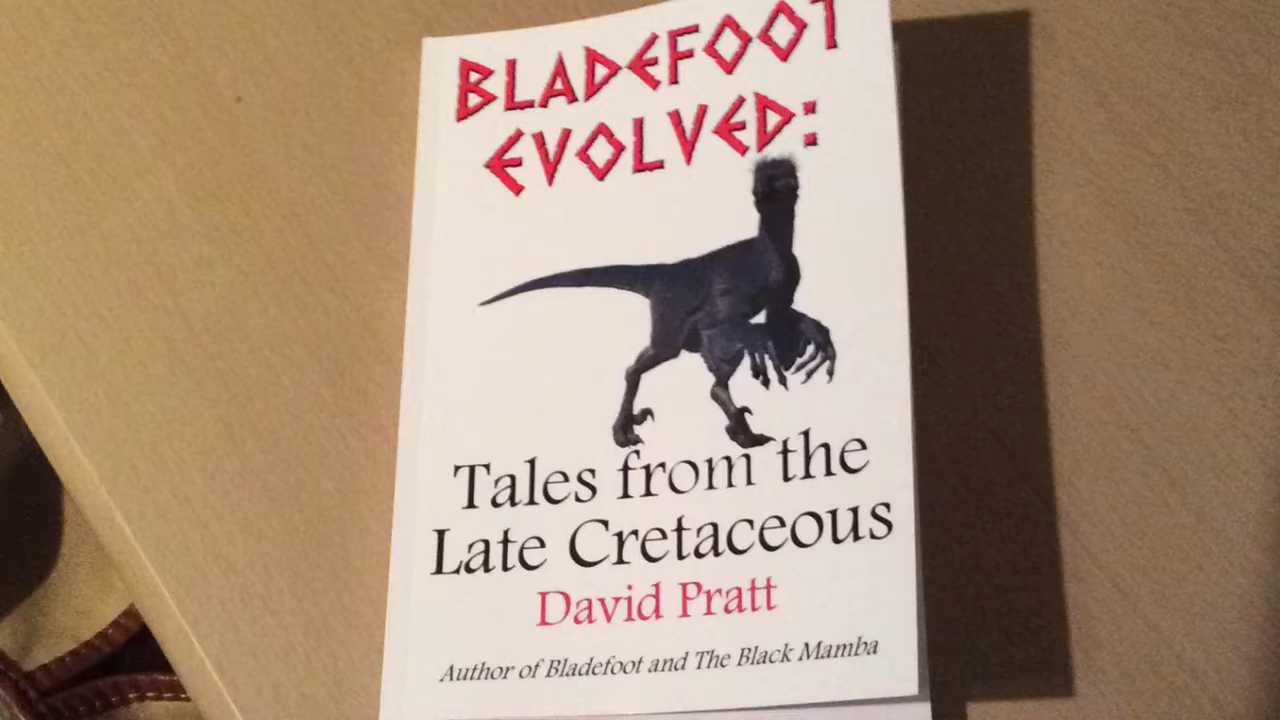 BLADEFOOT
EVOLVED:
Tales from the
Late Cretaceous
David Pratt
Author of Bladefoot and The Black Mamba